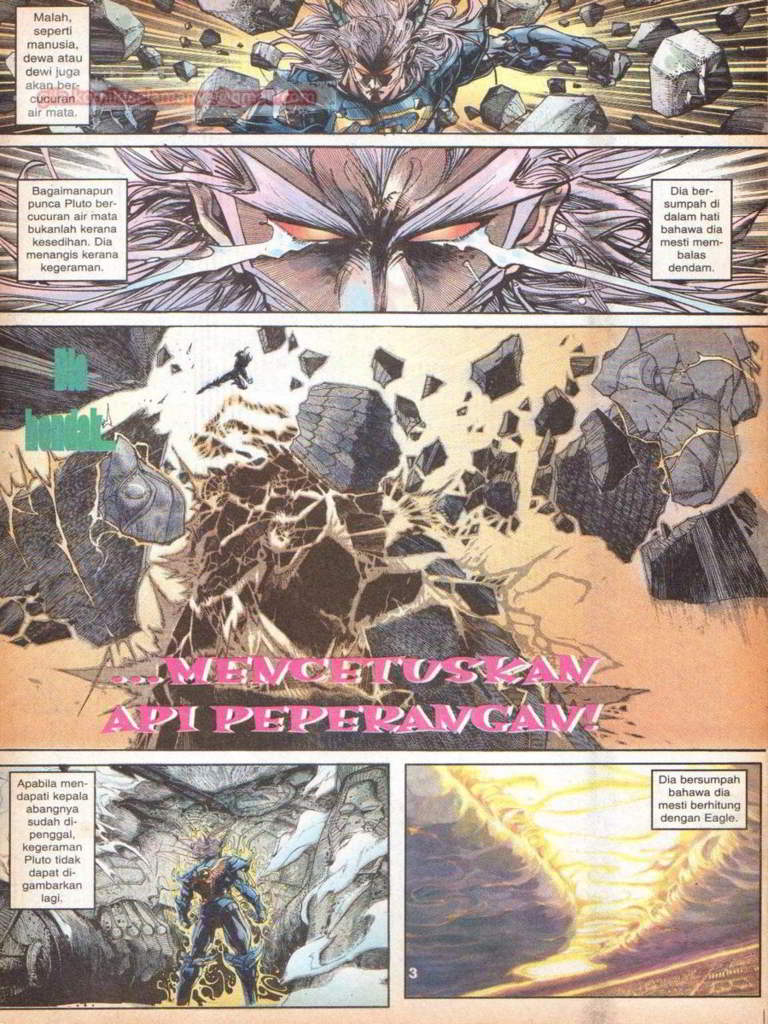 Malah,
seperti
manusia,
dewa atau
dewi juga
akan ber-
cucuran
air mata.
Bagaimanapun
punca Pluto ber-
cucuran air mata
bukanlah kerana
kesedihan. Dia
menangis kerana
kegeraman.
Dia ber-
sumpah di
dalam hati
bahawa dia
mesti mem-
balas
dendam.
...MENCETUSKAN
API PEPERANGAN!
Apabila men-
dapati kepala
abangnya
sudah di-
penggal,
kegeraman
Pluto tidak
dapat di-
gambarkan
lagi.
Dia bersumpah
bahawa dia
mesti berhitung
dengan Eagle.
3